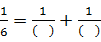 1/6 = 1/( ) + 1/( )